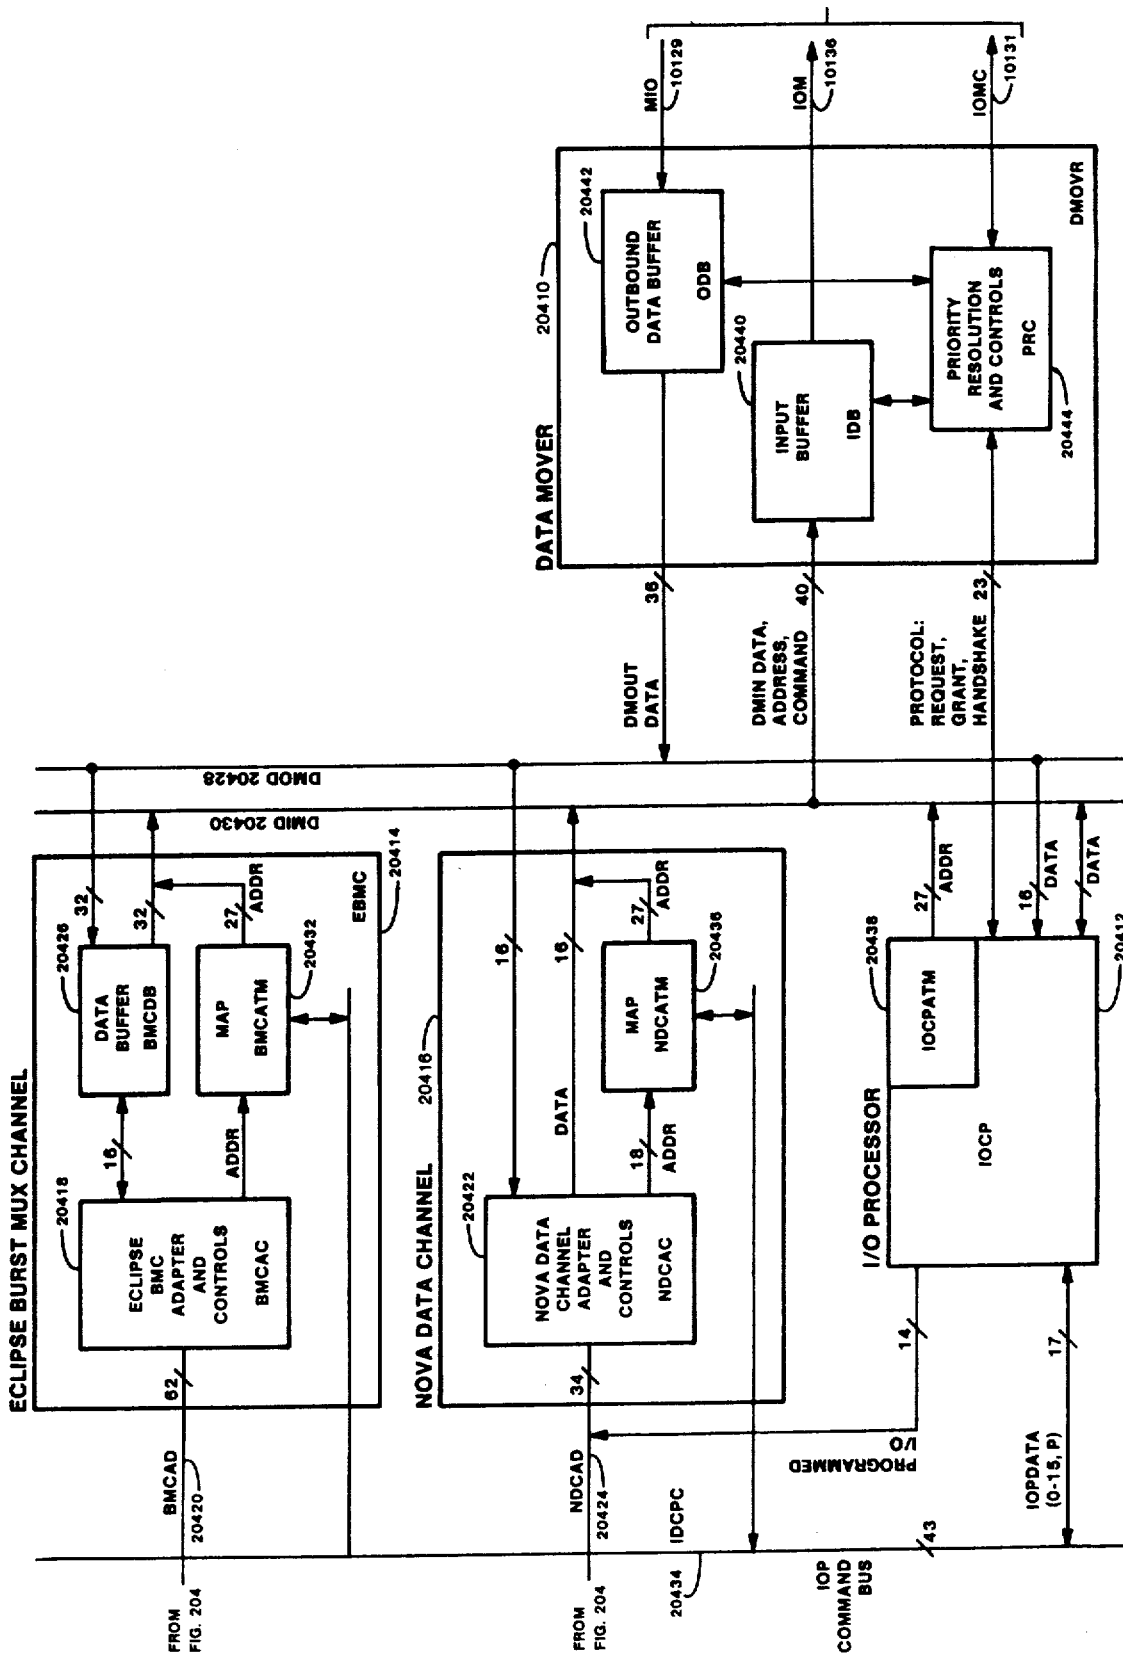 ECLIPSE BURST MUX CHANNEL
FROM
FIG. 204
BMCAD
20420
62
20418
ECLIPSE
BMC
ADAPTER
AND
CONTROLS
BMCAC
16
ADDR
20426
DATA
BUFFER
BMCDB
MAP
BMCATM
20432
32
32
27
ADDR
EBMC
20414
DMID 20430
DMOD 20428
NOVA DATA CHANNEL
20416
FROM
FIG. 204
NDCAD
20424
34
20422
NOVA DATA
CHANNEL
ADAPTER
AND
CONTROLS
NDCAC
DATA
18
ADDR
MAP
NDCATM
20436
16
16
27
ADDR
IDCPC
20434
PROGRAMMED
I/O
IOP
COMMAND
BUS
43
IOPDATA
(0-15, P)
17
14
I/O PROCESSOR
IOCP
IOCPATM
20438
27
ADDR
16
DATA
DATA
20412
DMOUT
DATA
36
DMIN DATA,
ADDRESS,
COMMAND
40
PROTOCOL:
REQUEST,
GRANT,
HANDSHAKE
23
DATA MOVER
20410
20442
OUTBOUND
DATA BUFFER
ODB
20440
INPUT
BUFFER
IDB
PRIORITY
RESOLUTION
AND CONTROLS
PRC
20444
DMOVR
MIO
10129
IOM
10136
IOMC
10131